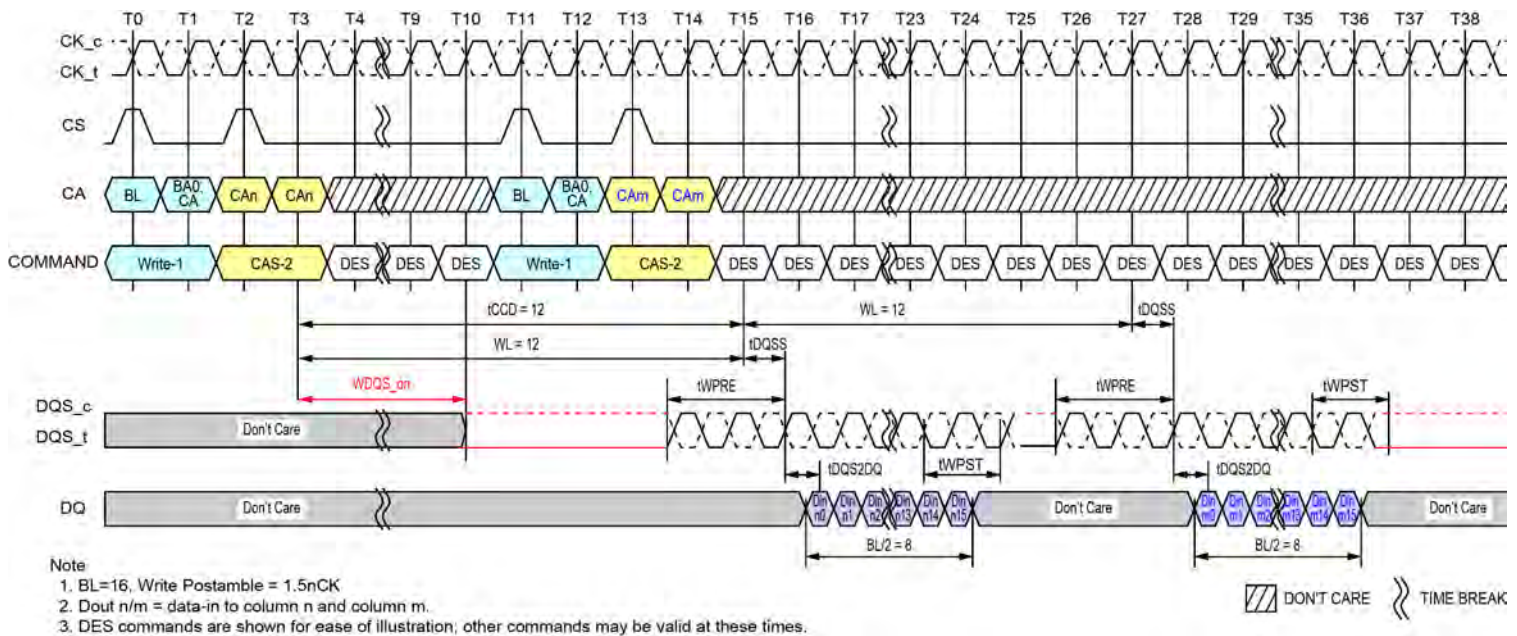 T0 T1 T2 T3 T4 T9 T10 T11 T12 T13 T14 T15 T16 T17 T23 T24 T25 T26 T27 T28 T29 T35 T36 T37 T38
CK_c
CK_t
CS
CA BL BA0, CA CAn CAn BL BA0, CA CAm CAm
COMMAND Write-1 CAS-2 DES DES DES Write-1 CAS-2 DES DES DES DES DES DES DES DES DES DES DES DES DES DES
tCCD = 12 WL = 12 tDQSS
WL = 12 tDQSS
WDQS_on tWPRE tWPRE tWPST
DQS_c
DQS_t Don't Care
tDQS2DQ tWPST tDQS2DQ
DQ Don't Care Din n0 Din n1 Din n2 Din n13 Din n14 Din n15 Don't Care Din m0 Din m1 Din m2 Din m13 Din m14 Din m15 Don't Care
BL/2 = 8 BL/2 = 8
Note
1. BL=16, Write Postamble = 1.5nCK
2. Dout n/m = data-in to column n and column m.
3. DES commands are shown for ease of illustration; other commands may be valid at these times.
DON'T CARE TIME BREAK